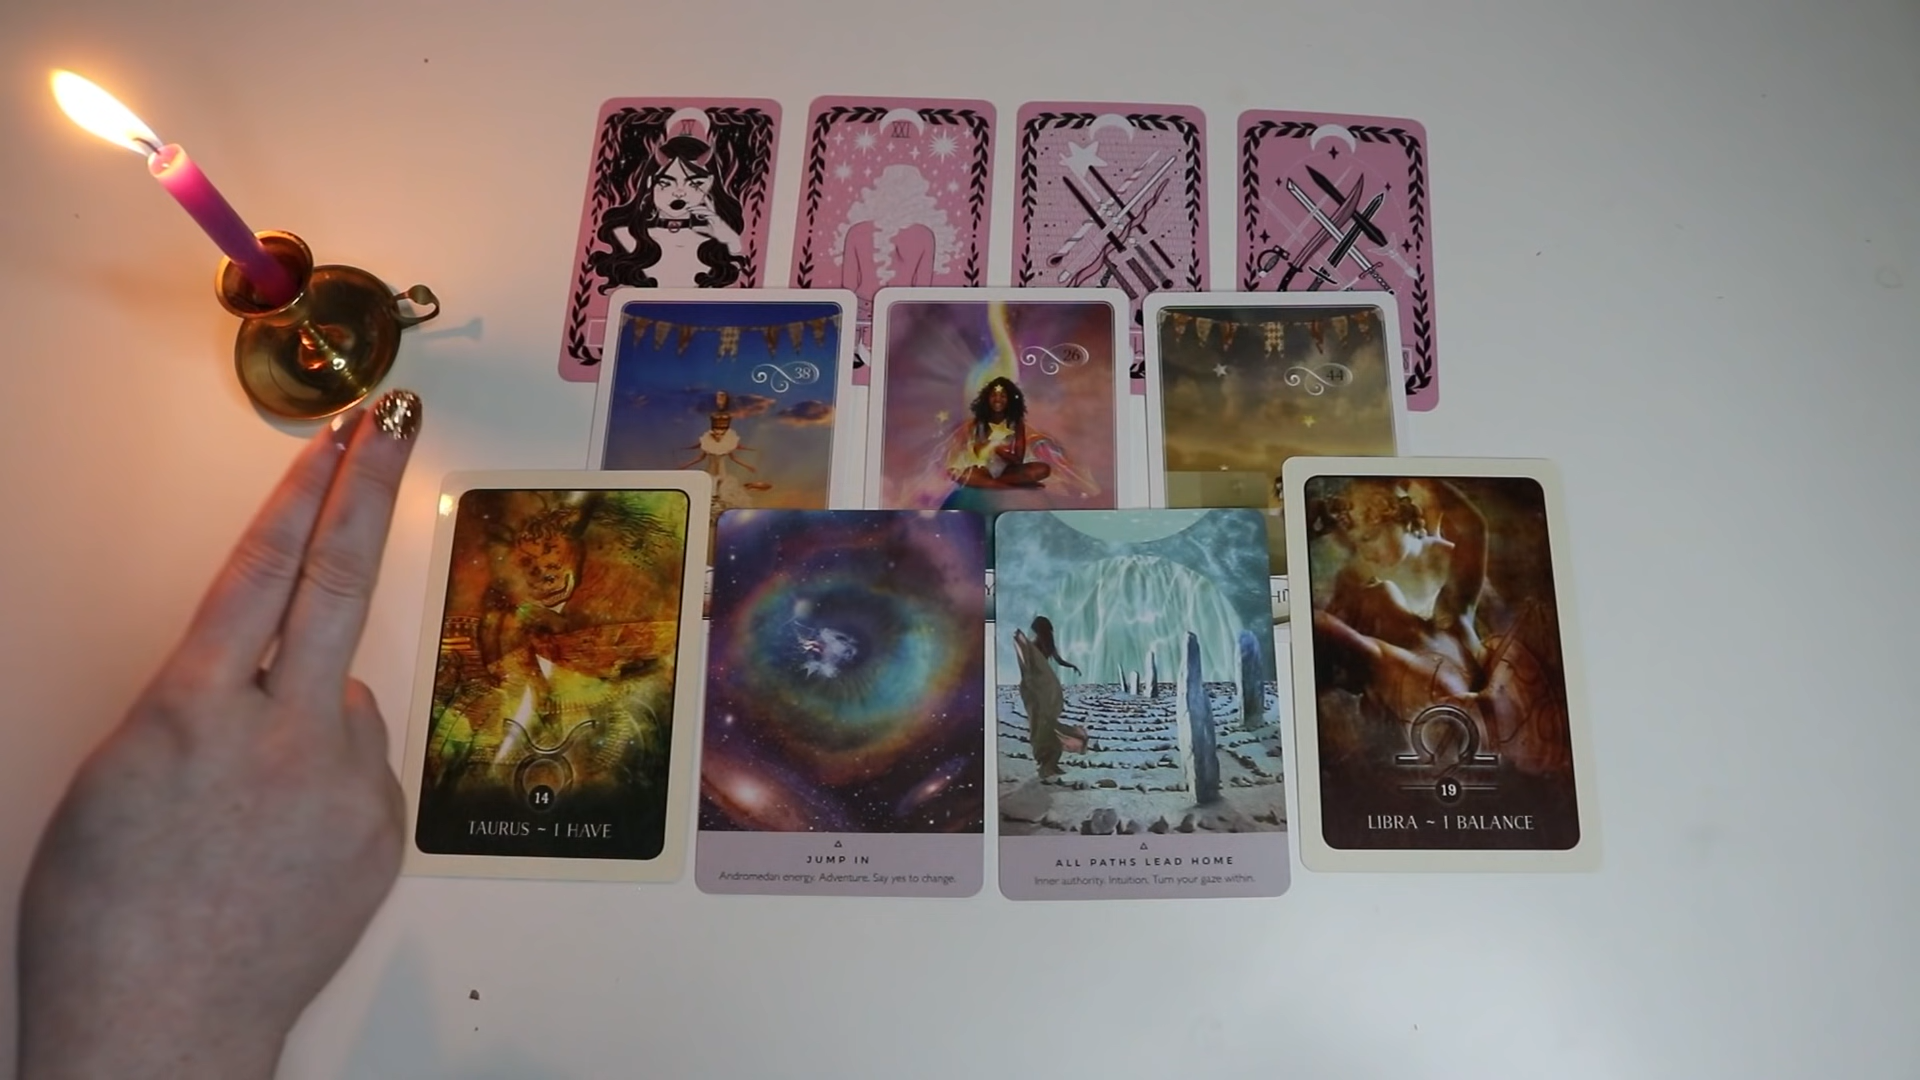 XV
XXI
38
26
44
14
TAURUS ~ I HAVE
JUMP IN
Andromedan energy. Adventure. Say yes to change.
ALL PATHS LEAD HOME
Inner authority. Intuition. Turn your gaze within.
19
LIBRA ~ I BALANCE